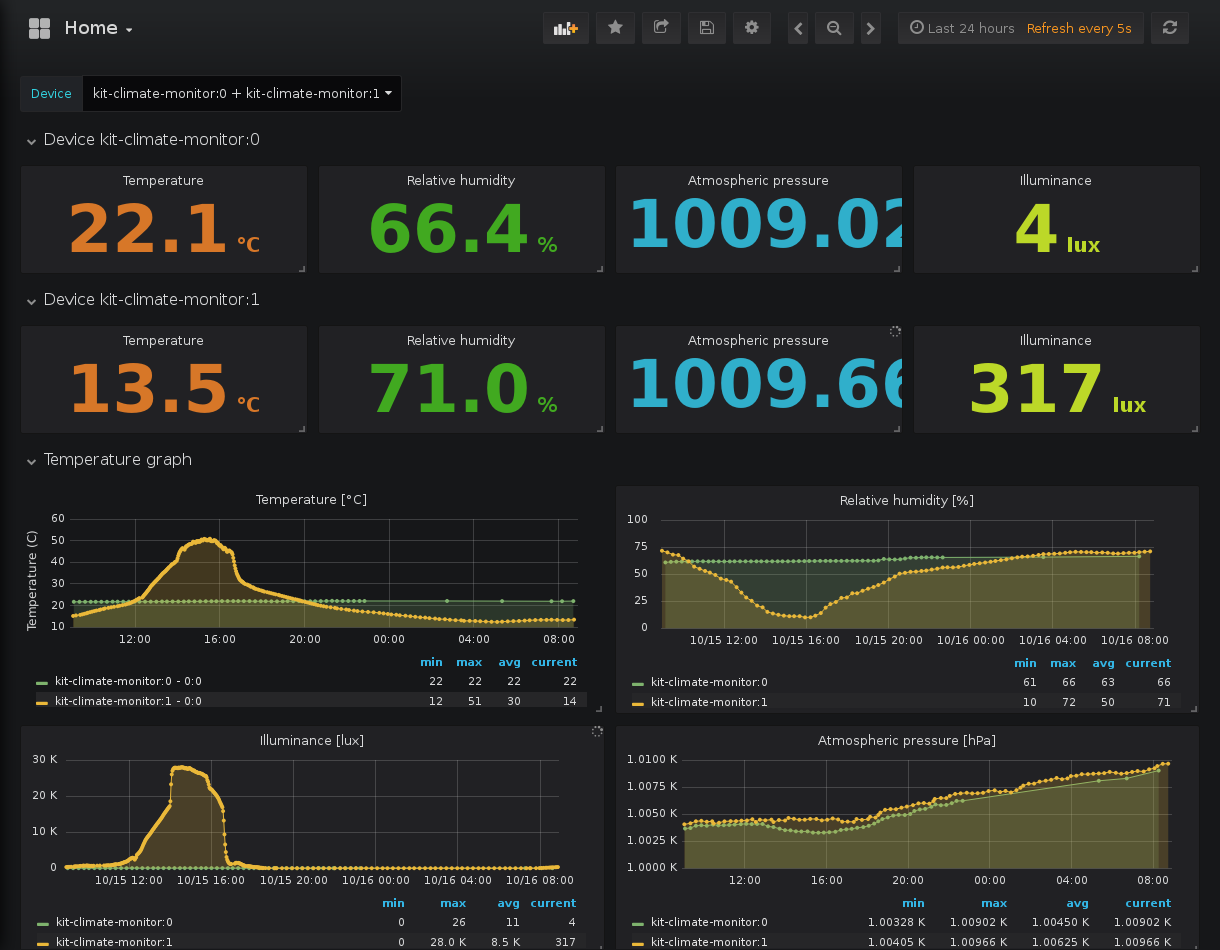 Home
Last 24 hours Refresh every 5s
Device kit-climate-monitor:0 + kit-climate-monitor:1
Device kit-climate-monitor:0
Temperature Relative humidity Atmospheric pressure Illuminance
22.1 °C 66.4 % 1009.02 4 lux
Device kit-climate-monitor:1
Temperature Relative humidity Atmospheric pressure Illuminance
13.5 °C 71.0 % 1009.66 317 lux
Temperature graph
Temperature [°C]
Temperature (C)
60
50
40
30
20
10
12:00 16:00 20:00 00:00 04:00 08:00
min max avg current
kit-climate-monitor:0 - 0:0 22 22 22 22
kit-climate-monitor:1 - 0:0 12 51 30 14
Relative humidity [%]
100
75
50
25
0
10/15 12:00 10/15 16:00 10/15 20:00 10/16 00:00 10/16 04:00 10/16 08:00
min max avg current
kit-climate-monitor:0 61 66 63 66
kit-climate-monitor:1 10 72 50 71
Illuminance [lux]
30 K
20 K
10 K
0
10/15 12:00 10/15 16:00 10/15 20:00 10/16 00:00 10/16 04:00 10/16 08:00
min max avg current
kit-climate-monitor:0 0 26 11 4
kit-climate-monitor:1 0 28.0 K 8.5 K 317
Atmospheric pressure [hPa]
1.0100 K
1.0075 K
1.0050 K
1.0025 K
1.0000 K
12:00 16:00 20:00 00:00 04:00 08:00
min max avg current
kit-climate-monitor:0 1.00328 K 1.00902 K 1.00450 K 1.00902 K
kit-climate-monitor:1 1.00405 K 1.00966 K 1.00625 K 1.00966 K